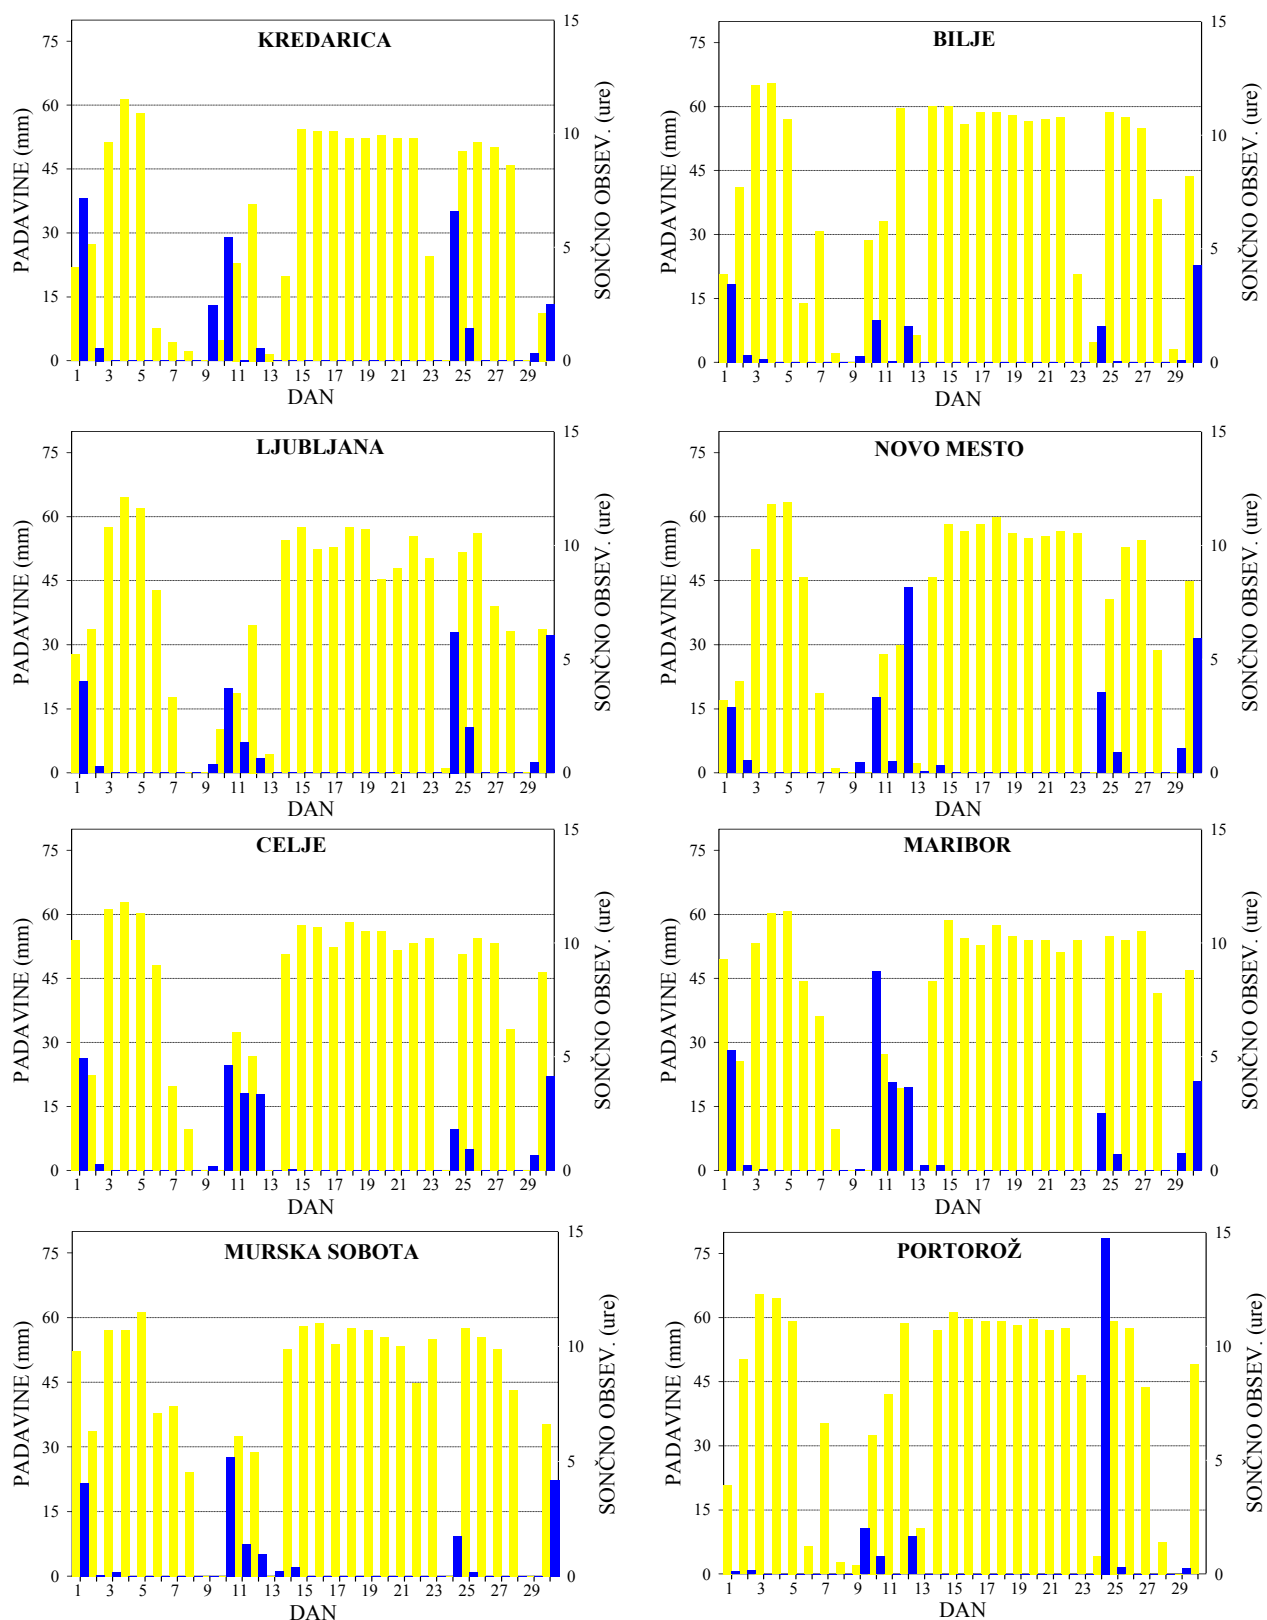 KREDARICA
PADAVINE (mm)
75
60
45
30
15
0
15
10
5
0
SONČNO OBSEV. (ure)
1 3 5 7 9 11 13 15 17 19 21 23 25 27 29
DAN
BILJE
PADAVINE (mm)
75
60
45
30
15
0
15
10
5
0
SONČNO OBSEV. (ure)
1 3 5 7 9 11 13 15 17 19 21 23 25 27 29
DAN
LJUBLJANA
PADAVINE (mm)
75
60
45
30
15
0
15
10
5
0
SONČNO OBSEV. (ure)
1 3 5 7 9 11 13 15 17 19 21 23 25 27 29
DAN
NOVO MESTO
PADAVINE (mm)
75
60
45
30
15
0
15
10
5
0
SONČNO OBSEV. (ure)
1 3 5 7 9 11 13 15 17 19 21 23 25 27 29
DAN
CELJE
PADAVINE (mm)
75
60
45
30
15
0
15
10
5
0
SONČNO OBSEV. (ure)
1 3 5 7 9 11 13 15 17 19 21 23 25 27 29
DAN
MARIBOR
PADAVINE (mm)
75
60
45
30
15
0
15
10
5
0
SONČNO OBSEV. (ure)
1 3 5 7 9 11 13 15 17 19 21 23 25 27 29
DAN
MURSKA SOBOTA
PADAVINE (mm)
75
60
45
30
15
0
15
10
5
0
SONČNO OBSEV. (ure)
1 3 5 7 9 11 13 15 17 19 21 23 25 27 29
DAN
PORTOROŽ
PADAVINE (mm)
75
60
45
30
15
0
15
10
5
0
SONČNO OBSEV. (ure)
1 3 5 7 9 11 13 15 17 19 21 23 25 27 29
DAN